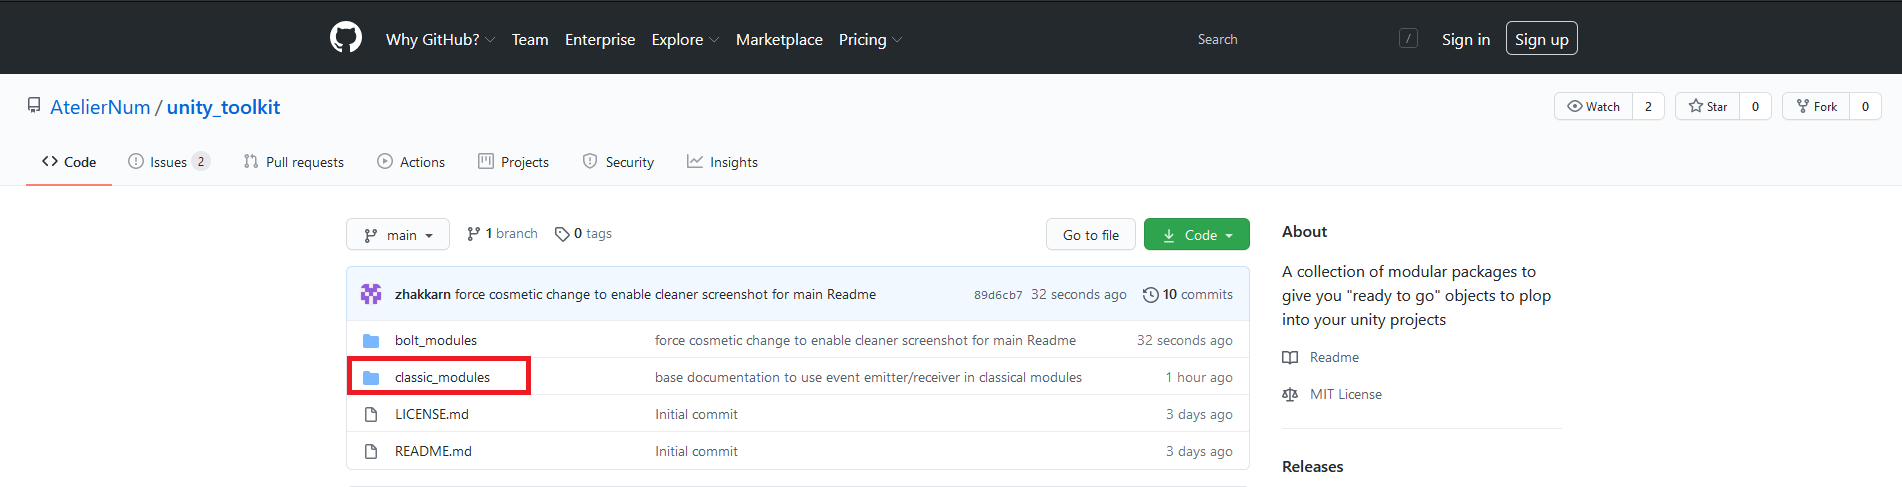 Why GitHub? Team Enterprise Explore Marketplace Pricing Search / Sign in Sign up
AtelierNum / unity_toolkit Watch 2 Star 0 Fork 0
Code Issues 2 Pull requests Actions Projects Security Insights
main 1 branch 0 tags Go to file Code
zhakkarn force cosmetic change to enable cleaner screenshot for main Readme 89d6cb7 32 seconds ago 10 commits
bolt_modules force cosmetic change to enable cleaner screenshot for main Readme 32 seconds ago
classic_modules base documentation to use event emitter/receiver in classical modules 1 hour ago
LICENSE.md Initial commit 3 days ago
README.md Initial commit 3 days ago
About
A collection of modular packages to
give you "ready to go" objects to plop
into your unity projects
Readme
MIT License
Releases